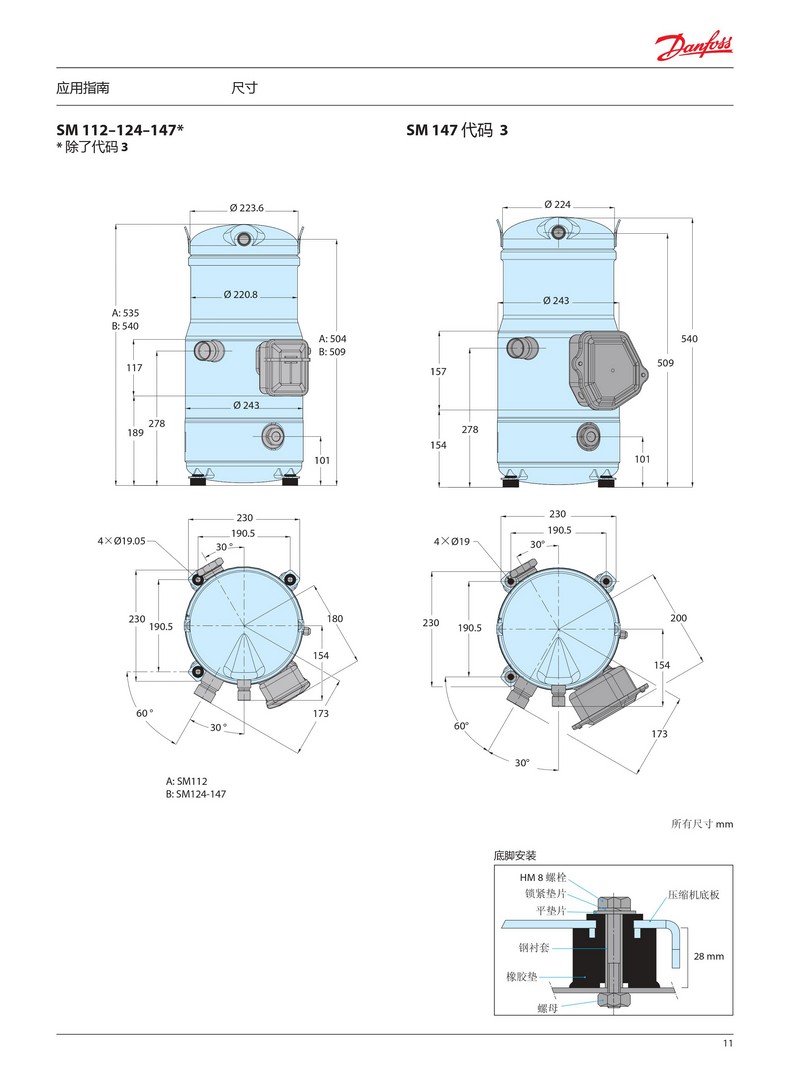 Danfoss
应用指南 尺寸
SM 112–124–147*
* 除了代码 3
SM 147 代码 3
Ø 223.6
Ø 220.8
A: 535
B: 540
A: 504
B: 509
117
Ø 243
278
189
101
Ø 224
Ø 243
540
509
157
278
154
101
230
190.5
4×Ø19.05
30 °
230
190.5
180
154
60 °
30 °
173
230
190.5
4×Ø19
30°
230
190.5
200
154
60°
173
30°
A: SM112
B: SM124-147
所有尺寸 mm
底脚安装
HM 8 螺栓
锁紧垫片
平垫片
压缩机底板
钢衬套
28 mm
橡胶垫
螺母
11